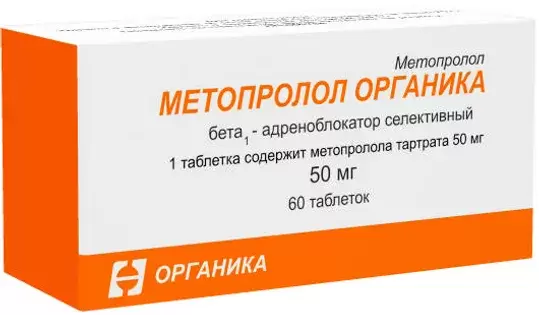 Метопролол
МЕТОПРОЛОЛ ОРГАНИКА
бета₁ - адреноблокатор селективный
1 таблетка содержит метопролола тартрата 50 мг
50 мг
60 таблеток
ОРГАНИКА